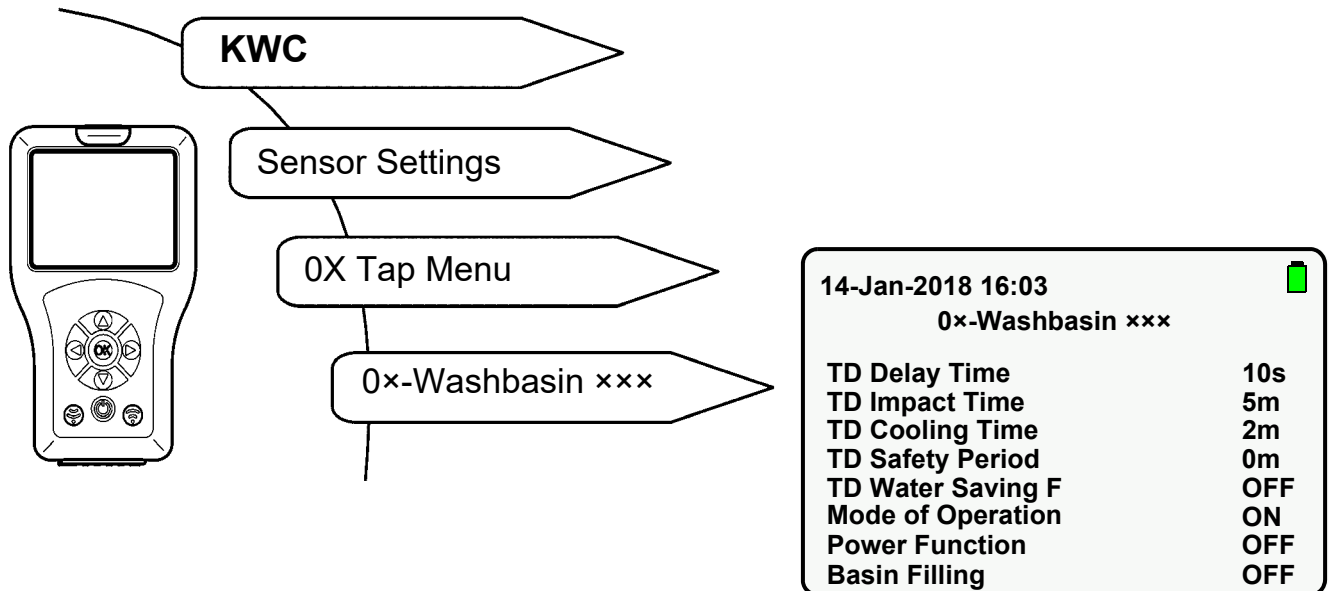 KWC
Sensor Settings
0X Tap Menu
0×-Washbasin ×××
OK
14-Jan-2018 16:03
0×-Washbasin ×××
TD Delay Time 10s
TD Impact Time 5m
TD Cooling Time 2m
TD Safety Period 0m
TD Water Saving F OFF
Mode of Operation ON
Power Function OFF
Basin Filling OFF